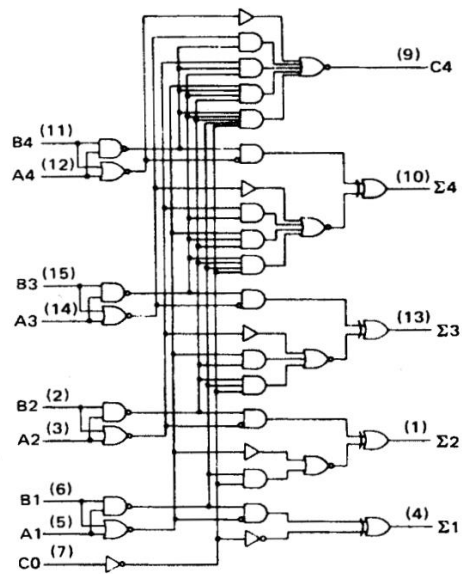 (9)
C4
B4 (11)
A4 (12)
(10)
Σ4
B3 (15)
A3 (14)
(13)
Σ3
B2 (2)
A2 (3)
(1)
Σ2
B1 (6)
A1 (5)
(4)
Σ1
C0 (7)